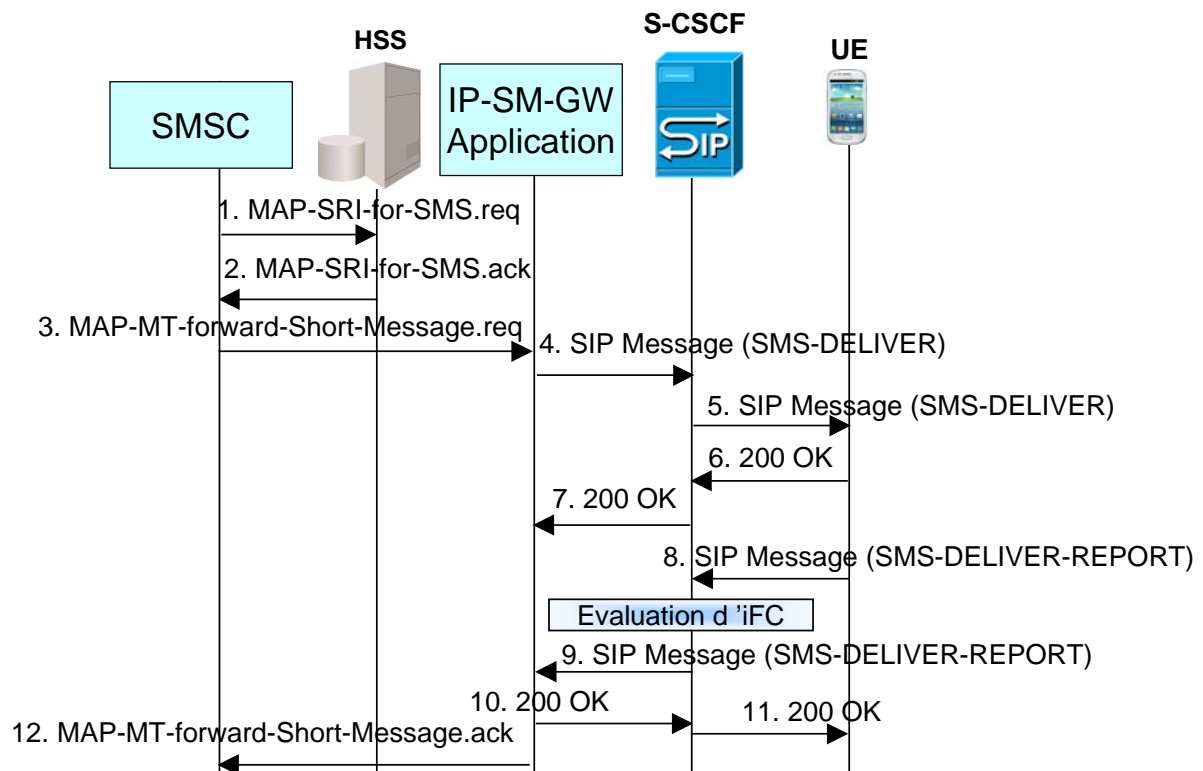 S-CSCF
HSS
UE
SMSC
IP-SM-GW
Application
SIP
1. MAP-SRI-for-SMS.req
2. MAP-SRI-for-SMS.ack
3. MAP-MT-forward-Short-Message.req
4. SIP Message (SMS-DELIVER)
5. SIP Message (SMS-DELIVER)
6. 200 OK
7. 200 OK
8. SIP Message (SMS-DELIVER-REPORT)
Evaluation d ’iFC
9. SIP Message (SMS-DELIVER-REPORT)
10. 200 OK
11. 200 OK
12. MAP-MT-forward-Short-Message.ack